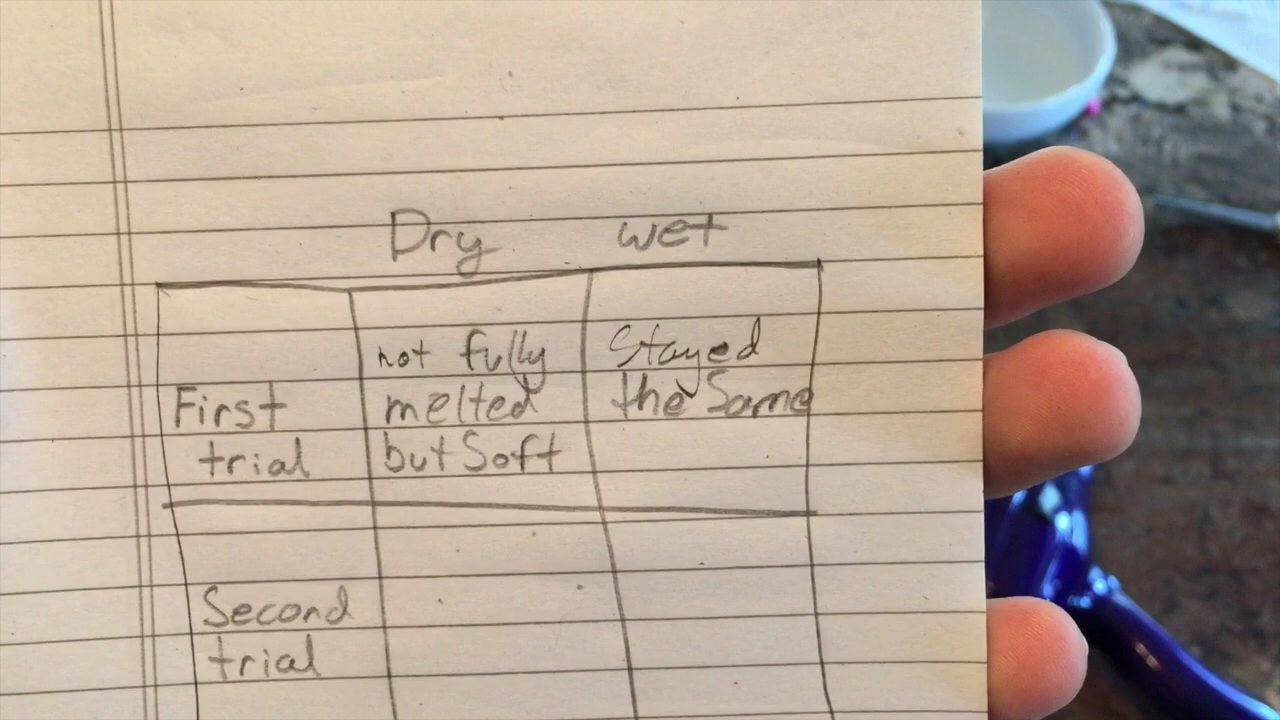 Dry wet
not fully Stayed
First melted the Same
trial but Soft
Second
trial